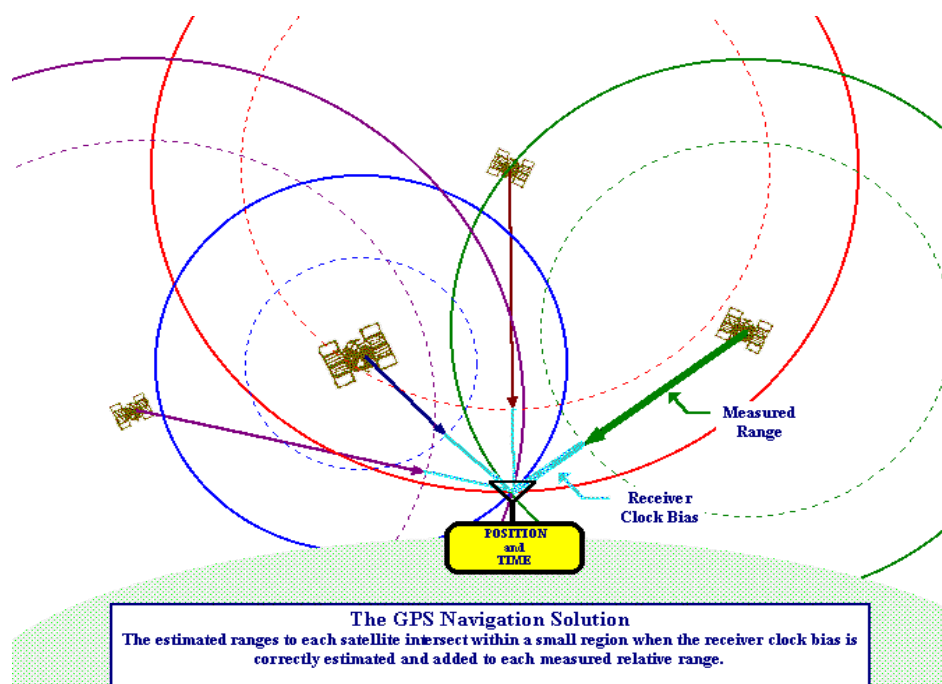 Measured
Range
Receiver
Clock Bias
POSITION
and
TIME
The GPS Navigation Solution
The estimated ranges to each satellite intersect within a small region when the receiver clock bias is
correctly estimated and added to each measured relative range.